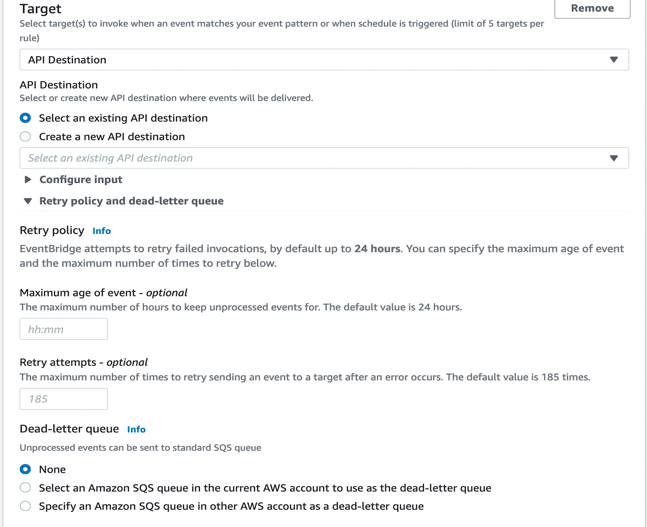 Target
Remove
Select target(s) to invoke when an event matches your event pattern or when schedule is triggered (limit of 5 targets per
rule)
API Destination
API Destination
Select or create new API destination where events will be delivered.
Select an existing API destination
Create a new API destination
Select an existing API destination
Configure input
Retry policy and dead-letter queue
Retry policy Info
EventBridge attempts to retry failed invocations, by default up to 24 hours. You can specify the maximum age of event
and the maximum number of times to retry below.
Maximum age of event - optional
The maximum number of hours to keep unprocessed events for. The default value is 24 hours.
hh:mm
Retry attempts - optional
The maximum number of times to retry sending an event to a target after an error occurs. The default value is 185 times.
185
Dead-letter queue Info
Unprocessed events can be sent to standard SQS queue
None
Select an Amazon SQS queue in the current AWS account to use as the dead-letter queue
Specify an Amazon SQS queue in other AWS account as a dead-letter queue